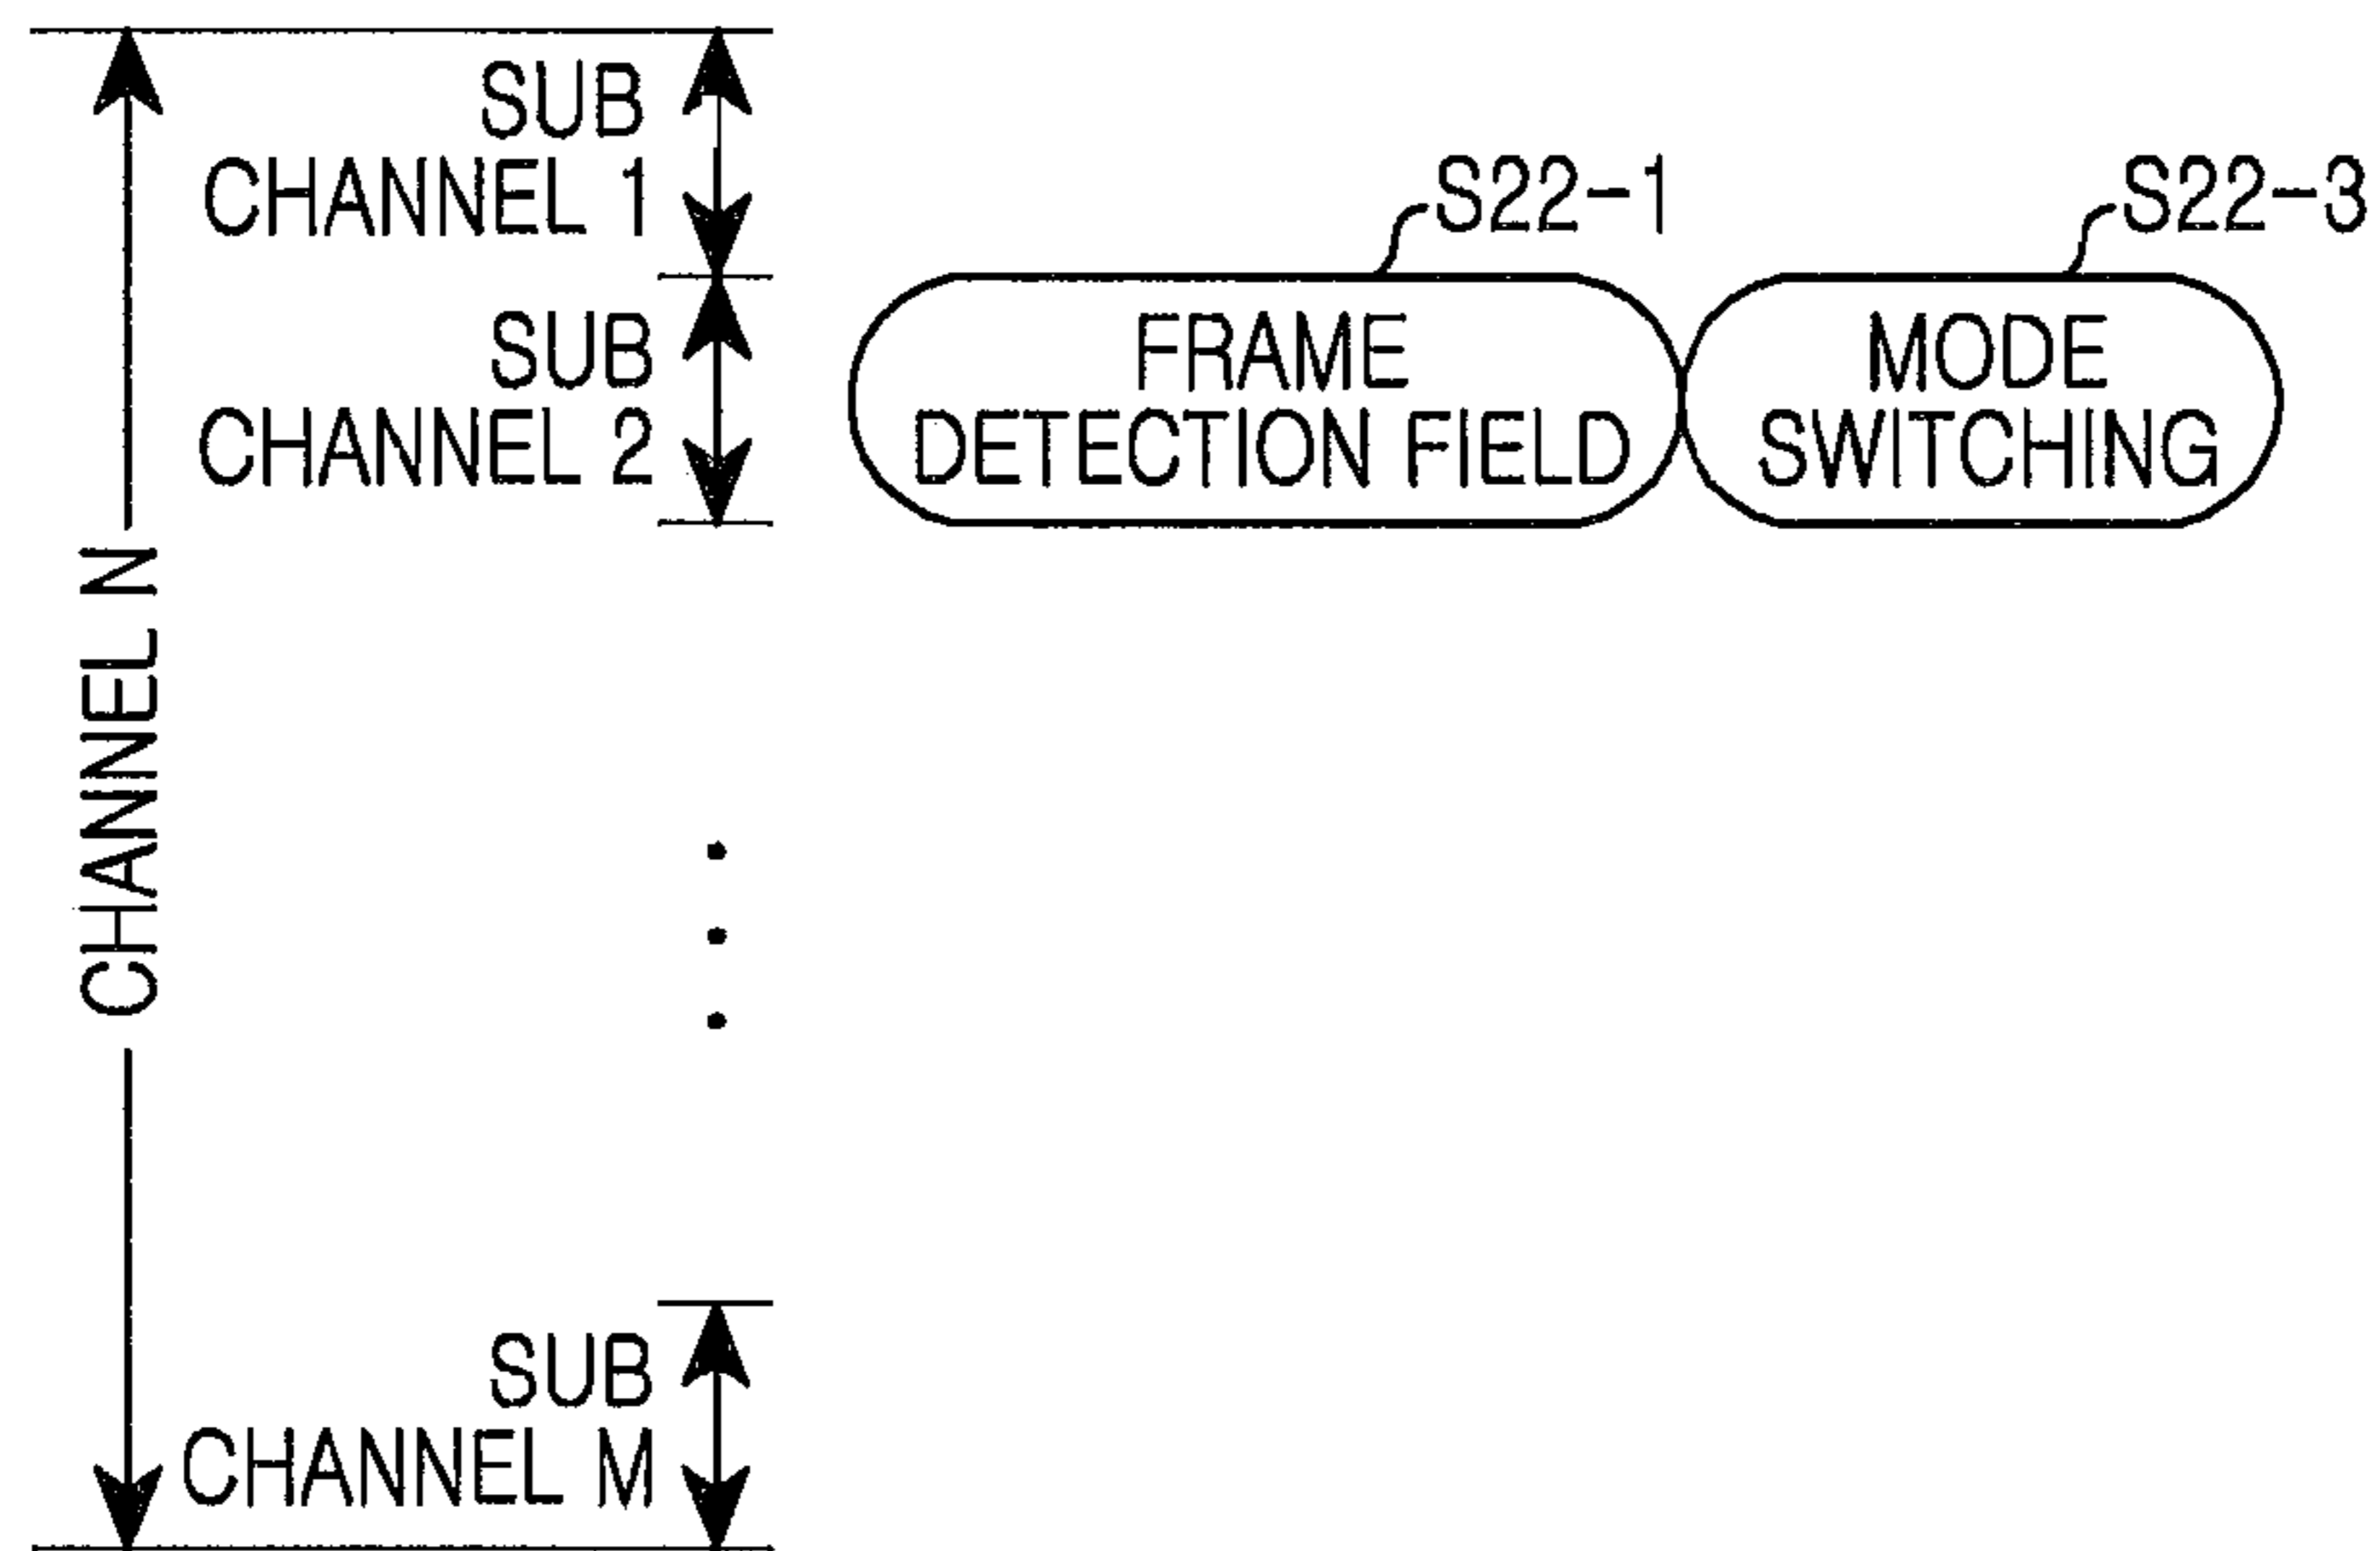 SUB
CHANNEL 1
S22-1
S22-3
SUB
CHANNEL 2
FRAME
DETECTION FIELD
MODE
SWITCHING
CHANNEL N
SUB
CHANNEL M